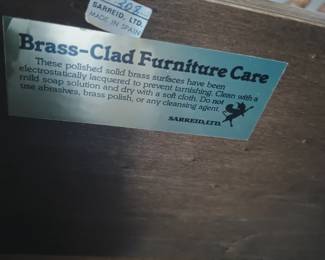 208
SARREID, LTD.
MADE IN SPAIN
Brass-Clad Furniture Care
These polished solid brass surfaces have been
electrostatically lacquered to prevent tarnishing. Clean with a
mild soap solution and dry with a soft cloth. Do not
use abrasives, brass polish, or any cleansing agent.
SARREID, LTD.